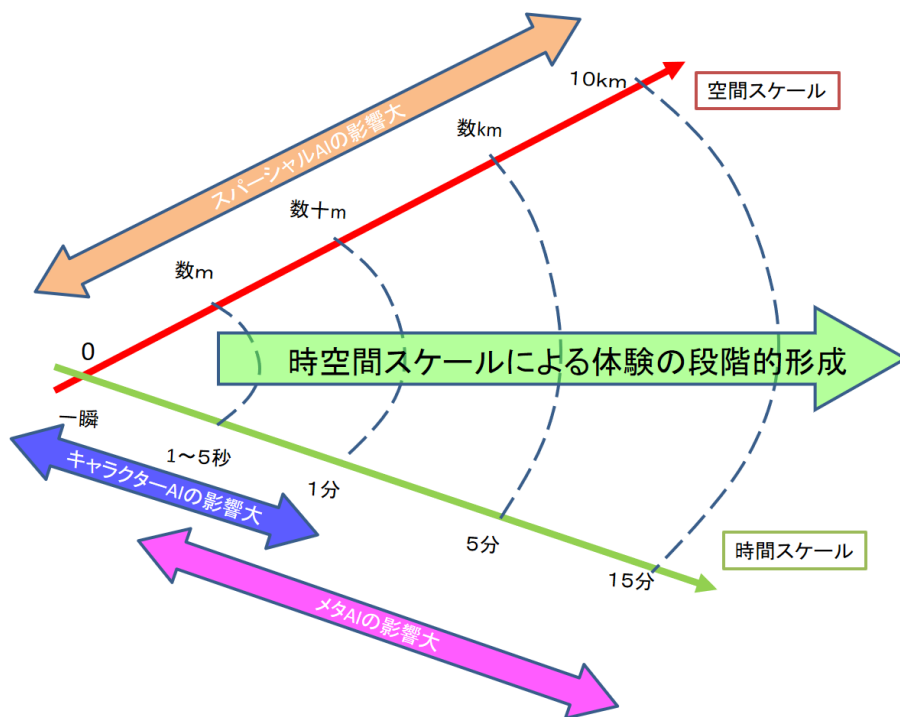 10km
空間スケール
数km
スパーシャルAIの影響大
数十m
数m
0
時空間スケールによる体験の段階的形成
一瞬
1~5秒
キャラクターAIの影響大
1分
5分
時間スケール
15分
メタAIの影響大